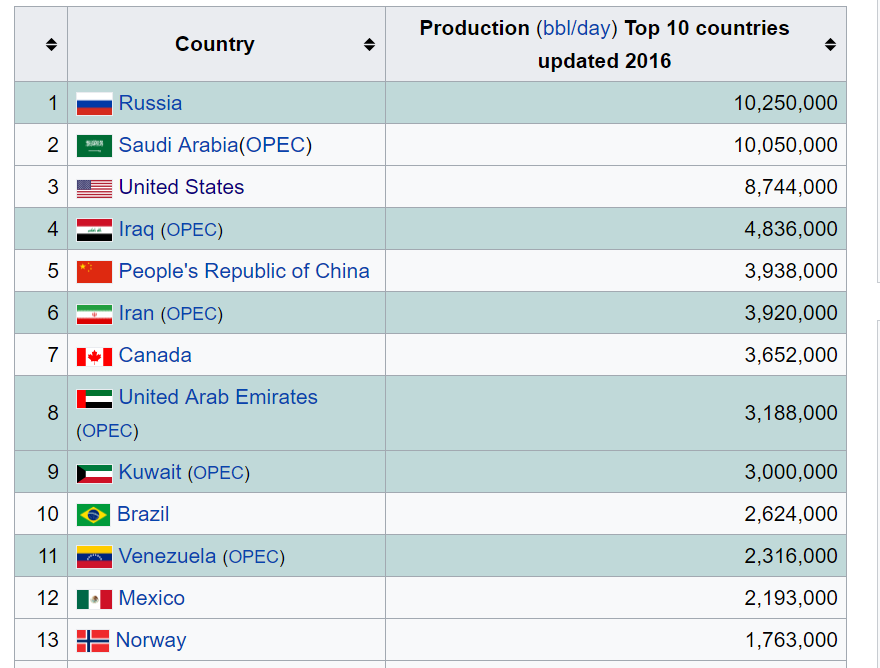 Country
Production (bbl/day) Top 10 countries
updated 2016
1 Russia 10,250,000
2 Saudi Arabia(OPEC) 10,050,000
3 United States 8,744,000
4 Iraq (OPEC) 4,836,000
5 People's Republic of China 3,938,000
6 Iran (OPEC) 3,920,000
7 Canada 3,652,000
8 United Arab Emirates
(OPEC) 3,188,000
9 Kuwait (OPEC) 3,000,000
10 Brazil 2,624,000
11 Venezuela (OPEC) 2,316,000
12 Mexico 2,193,000
13 Norway 1,763,000